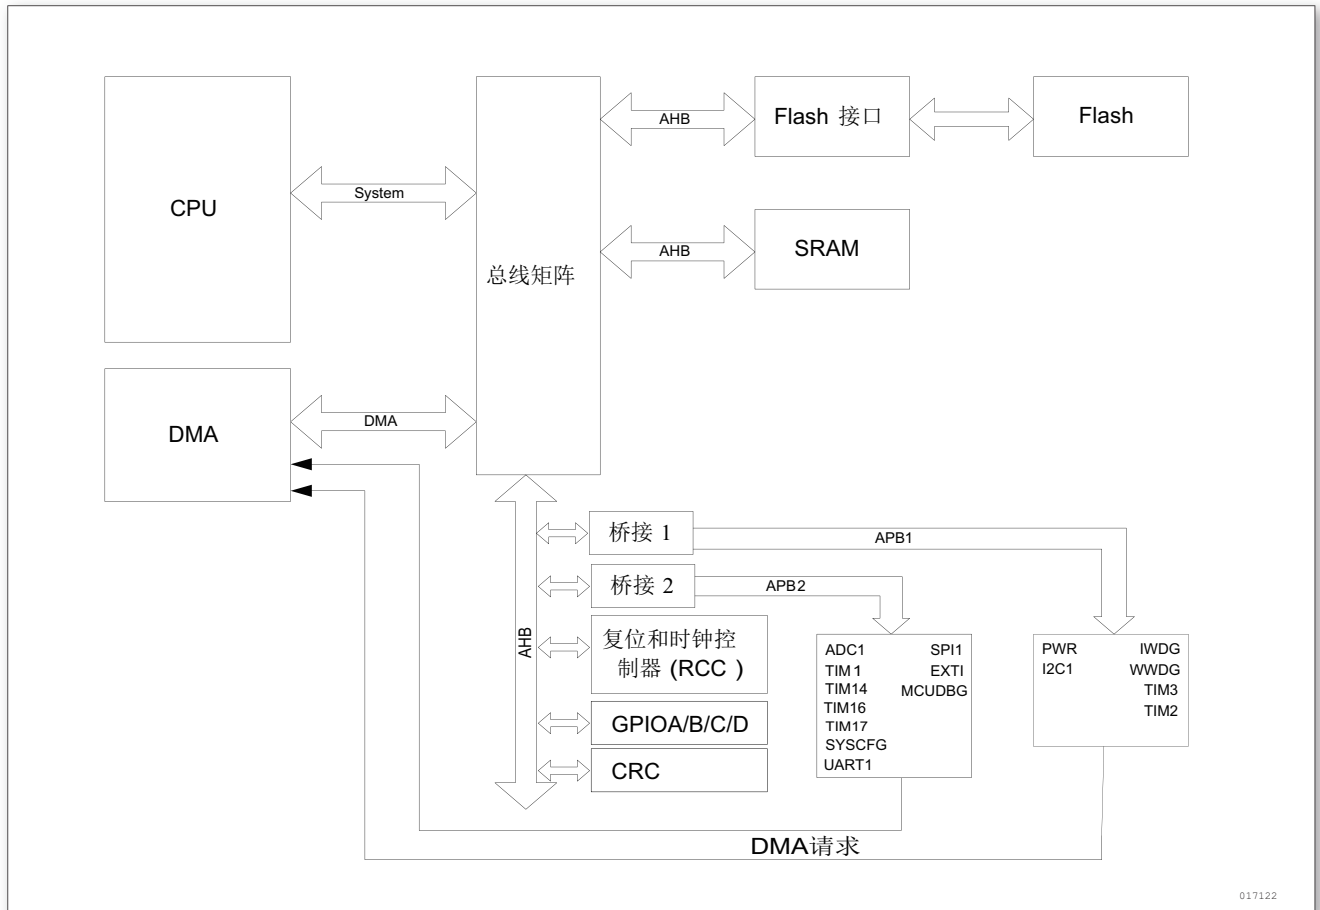 AHB
Flash 接口
Flash
CPU
System
总线矩阵
AHB
SRAM
DMA
DMA
桥接 1
APB1
桥接 2
APB2
AHB
复位和时钟控
制器 (RCC )
GPIOA/B/C/D
CRC
ADC1
SPI1
TIM 1
EXTI
TIM14
MCUDBG
TIM16
TIM17
SYSCFG
UART1
PWR
IWDG
I2C1
WWDG
TIM3
TIM2
DMA请求
017122